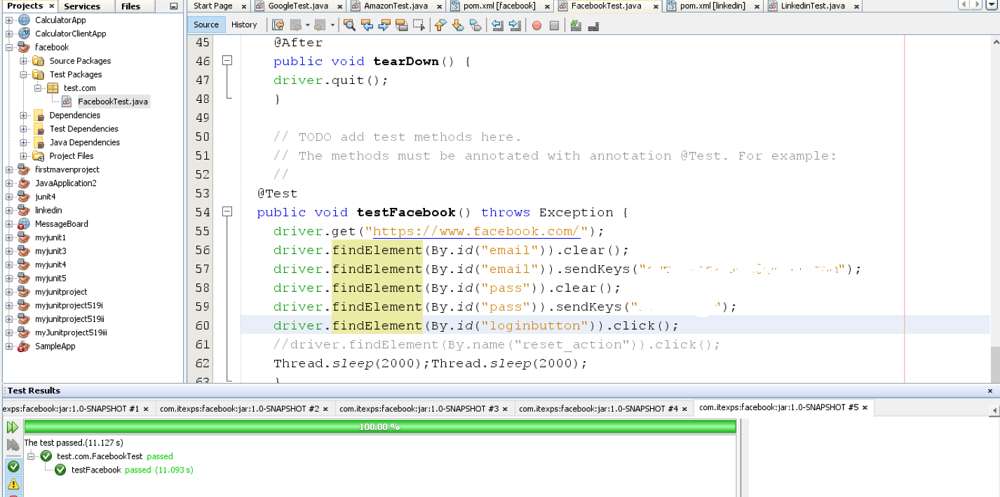 Projects × Services Files
CalculatorApp
CalculatorClientApp
facebook
Source Packages
Test Packages
test.com
FacebookTest.java
Dependencies
Test Dependencies
Java Dependencies
Project Files
firstmavenproject
JavaApplication2
junit4
linkedin
MessageBoard
myjunit1
myjunit3
myjunit4
myjunit5
myjunitproject
myjunitproject519i
myjunitproject519ii
myJunitproject519iii
SampleApp
Start Page × GoogleTest.java × AmazonTest.java × pom.xml [facebook] × FacebookTest.java × pom.xml [linkedin] × LinkedinTest.java ×
Source History
45 @After
46 public void tearDown() {
47 driver.quit();
48 }
49
50 // TODO add test methods here.
51 // The methods must be annotated with annotation @Test. For example:
52 //
53 @Test
54 public void testFacebook() throws Exception {
55 driver.get("https://www.facebook.com/");
56 driver.findElement(By.id("email")).clear();
57 driver.findElement(By.id("email")).sendKeys("");
58 driver.findElement(By.id("pass")).clear();
59 driver.findElement(By.id("pass")).sendKeys("");
60 driver.findElement(By.id("loginbutton")).click();
61 //driver.findElement(By.name("reset_action")).click();
62 Thread.sleep(2000);Thread.sleep(2000);
63 }
Test Results ×
exps:facebook:jar:1.0-SNAPSHOT #1 × com.itexps:facebook:jar:1.0-SNAPSHOT #2 × com.itexps:facebook:jar:1.0-SNAPSHOT #3 × com.itexps:facebook:jar:1.0-SNAPSHOT #4 × com.itexps:facebook:jar:1.0-SNAPSHOT #5 ×
100.00 %
The test passed.(11.127 s)
test.com.FacebookTest passed
testFacebook passed (11.093 s)